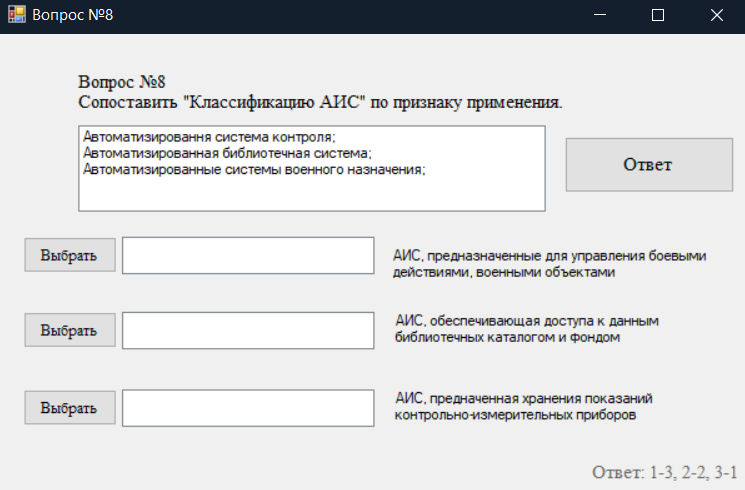 Вопрос №8
Вопрос №8
Сопоставить "Классификацию АИС" по признаку применения.
Автоматизировання система контроля;
Автоматизированная библиотечная система;
Автоматизированные системы военного назначения;
Ответ
Выбрать
АИС, предназначенные для управления боевыми
действиями, военными объектами
Выбрать
АИС, обеспечивающая доступа к данным
библиотечных каталогом и фондом
Выбрать
АИС, предначенная хранения показаний
контрольно-измерительных приборов
Ответ: 1-3, 2-2, 3-1